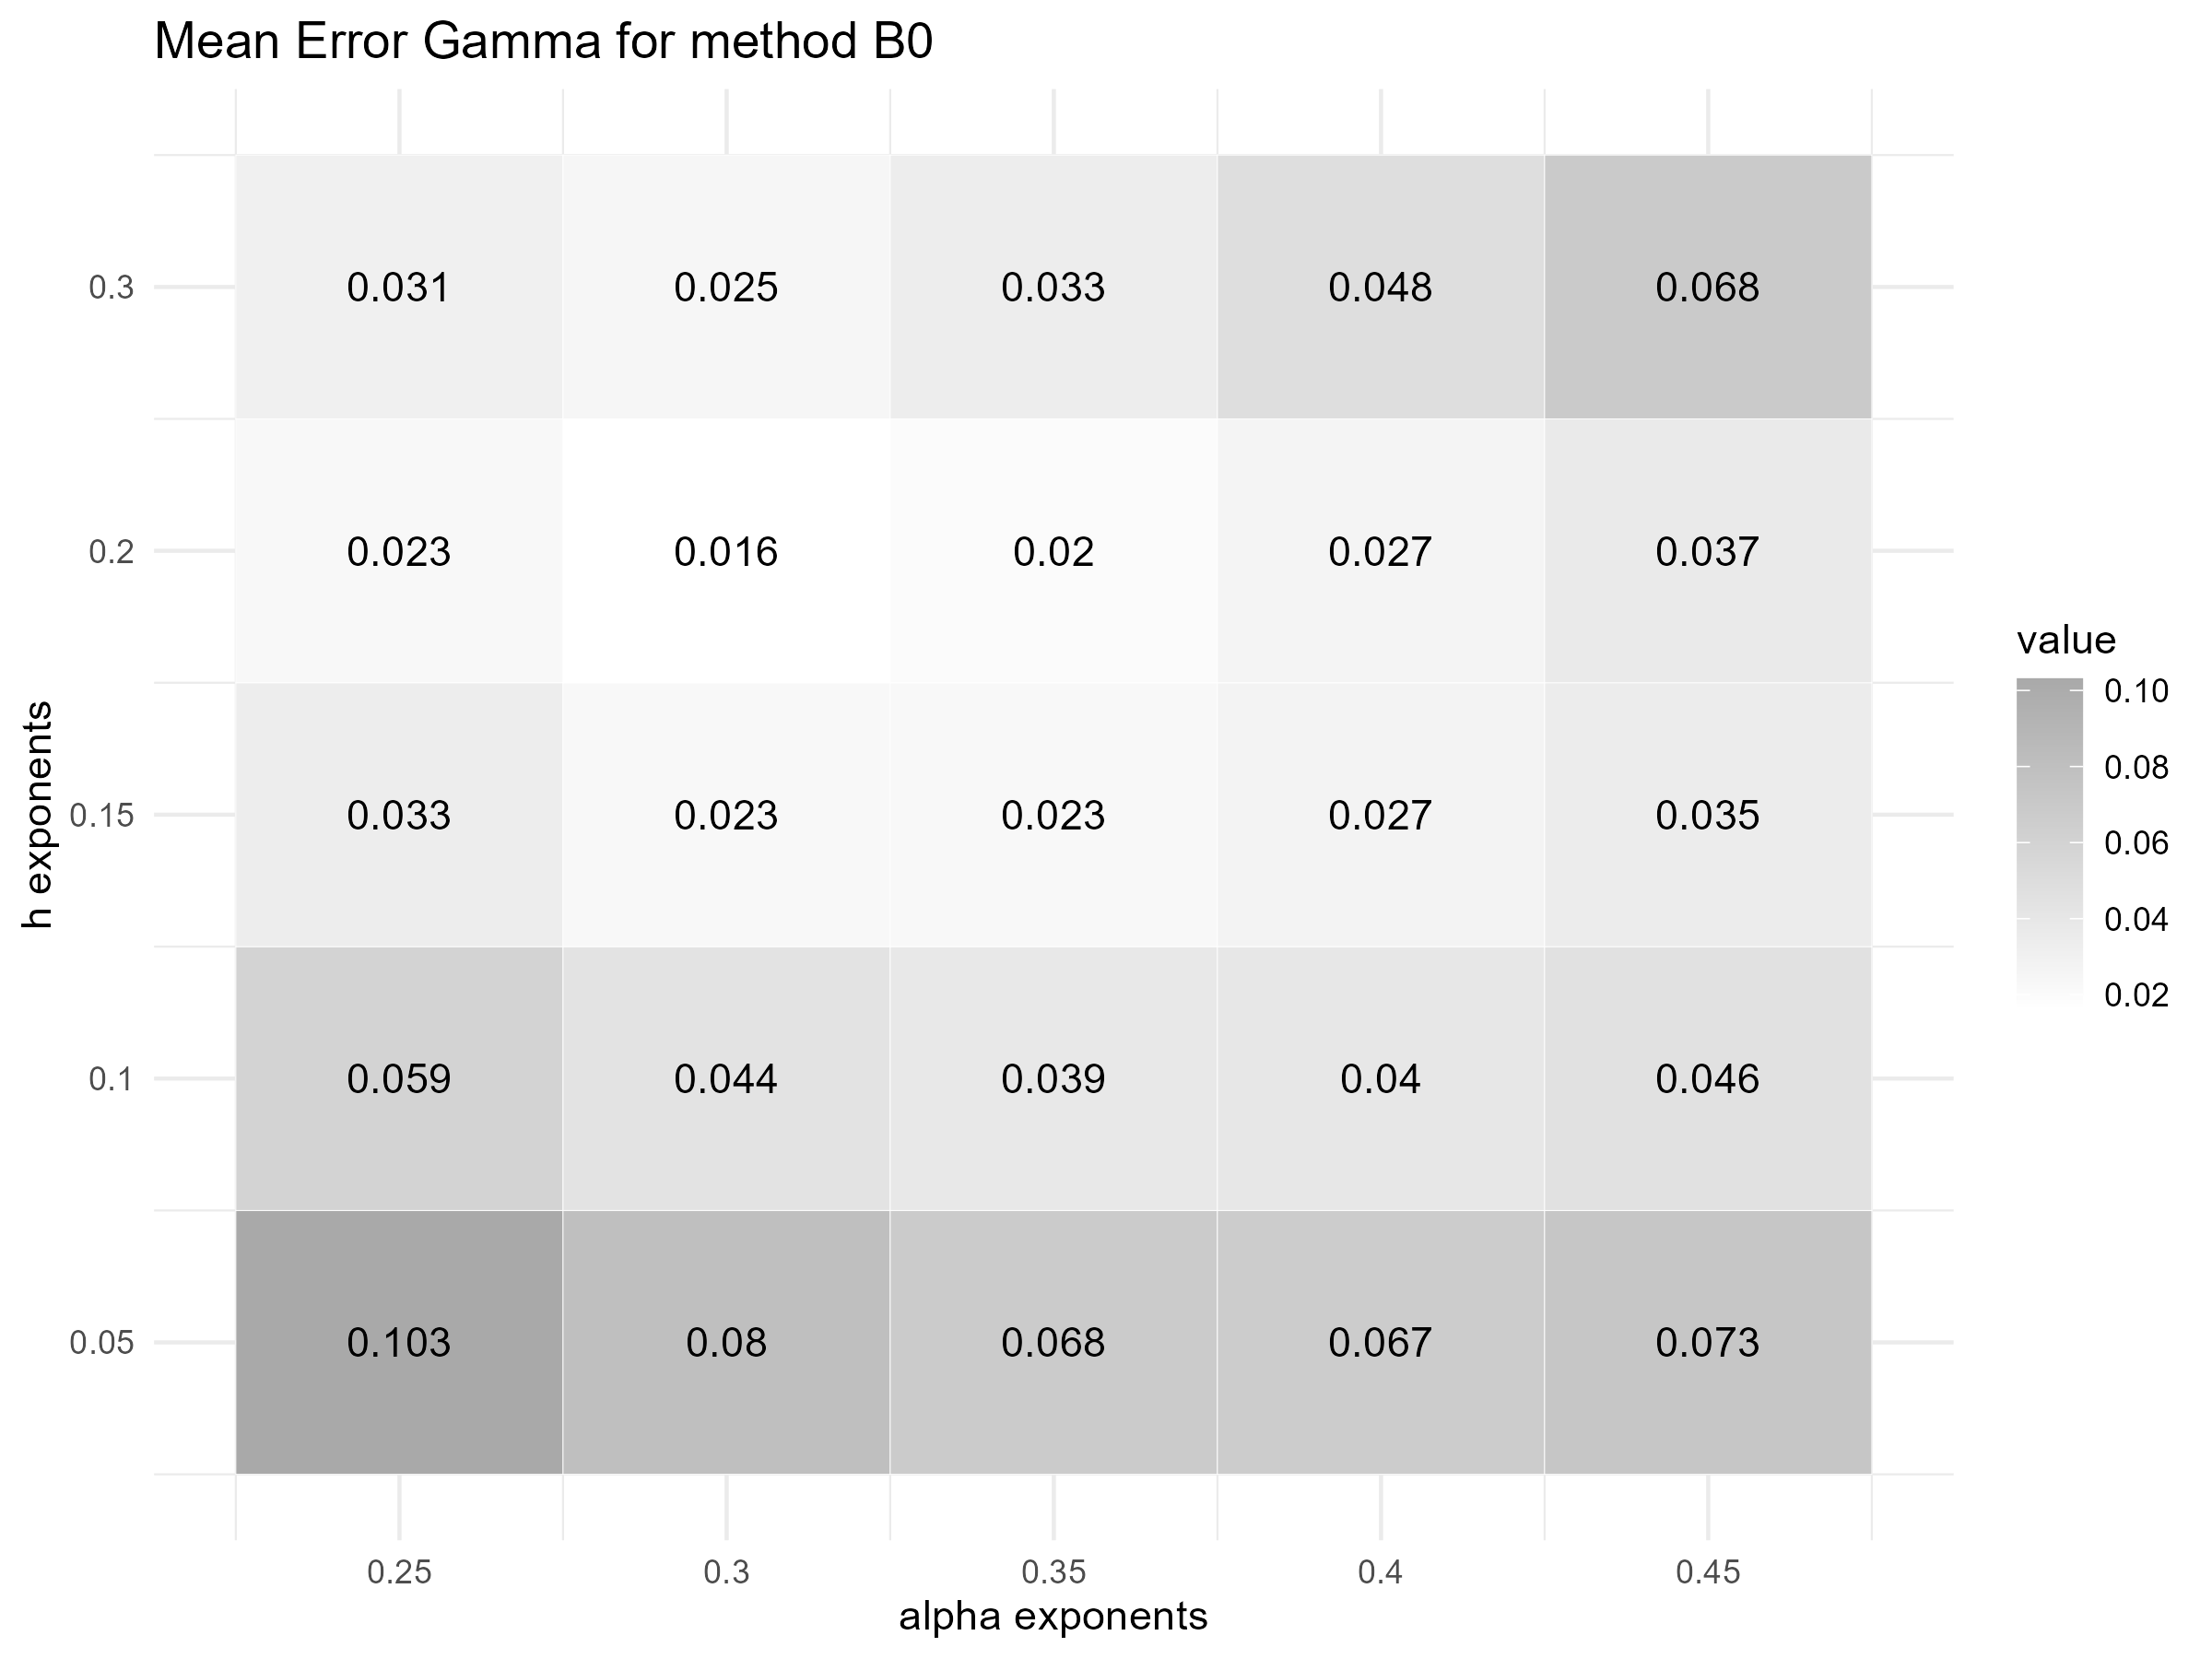 Mean Error Gamma for method B0
0.3 0.031 0.025 0.033 0.048 0.068
0.2 0.023 0.016 0.02 0.027 0.037
0.15 0.033 0.023 0.023 0.027 0.035
0.1 0.059 0.044 0.039 0.04 0.046
0.05 0.103 0.08 0.068 0.067 0.073
0.25 0.3 0.35 0.4 0.45
alpha exponents
h exponents
value
0.10
0.08
0.06
0.04
0.02